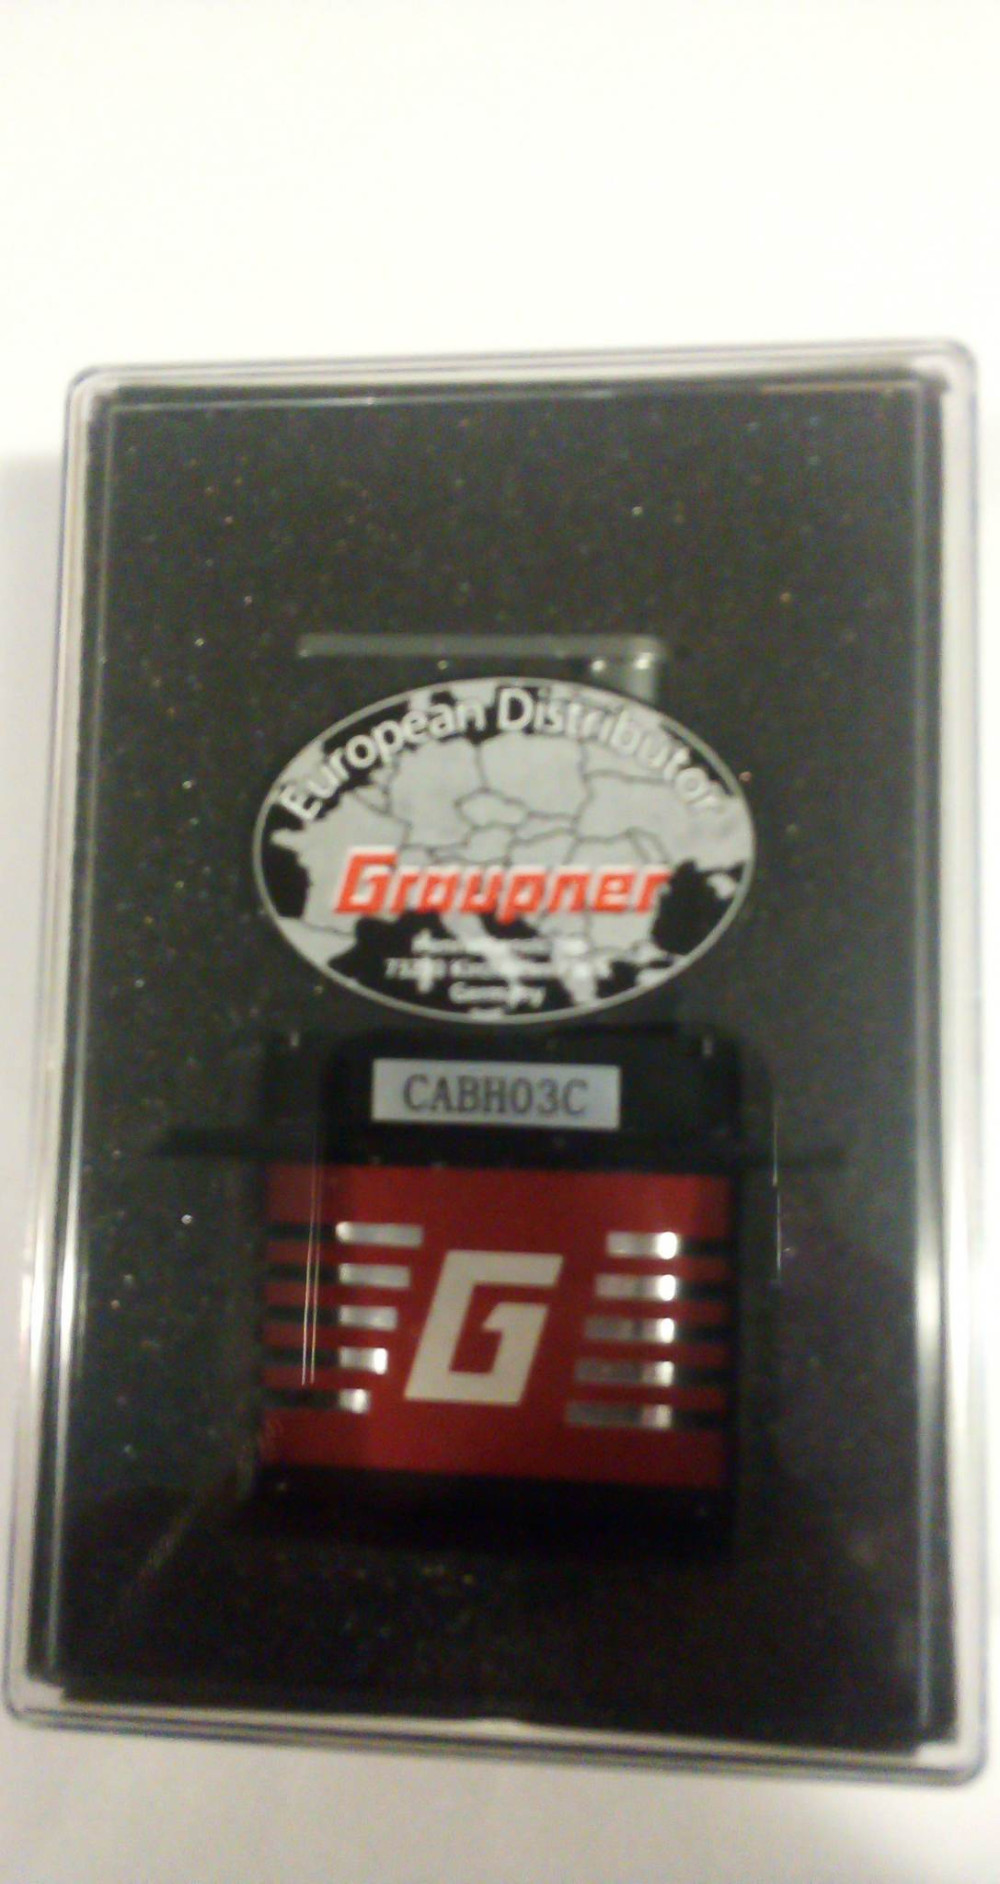 European Distributor
Graupner
Germany
CABH03C
G